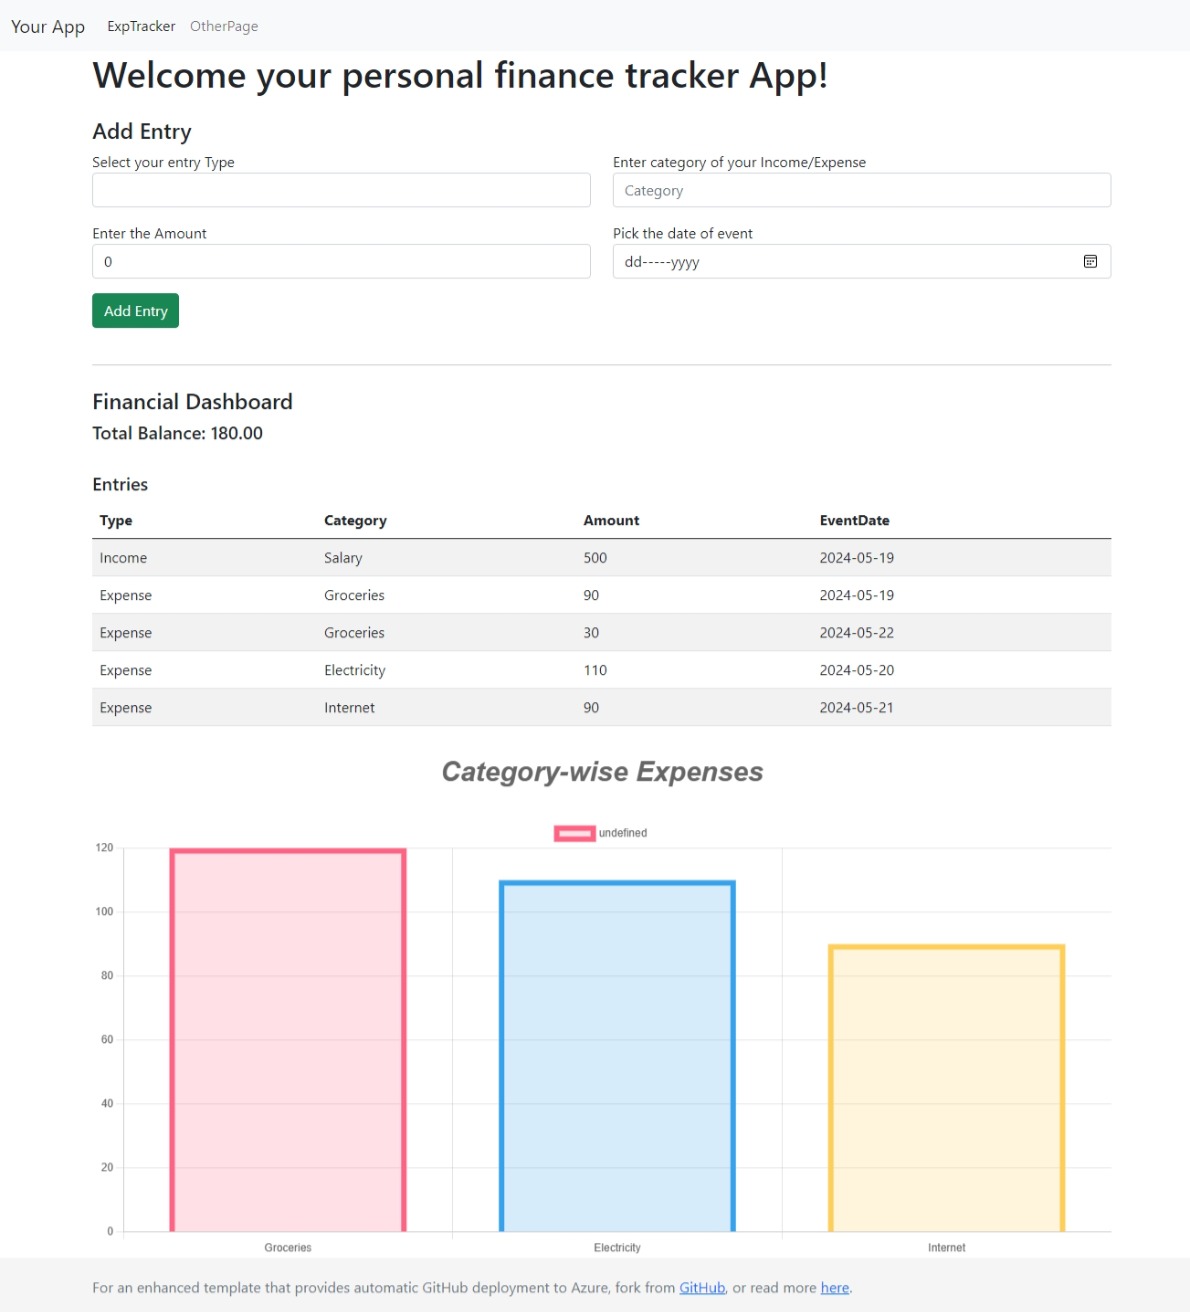 Your App ExpTracker OtherPage
Welcome your personal finance tracker App!
Add Entry
Select your entry Type
Enter category of your Income/Expense
Category
Enter the Amount
Pick the date of event
0
dd-----yyyy
Add Entry
Financial Dashboard
Total Balance: 180.00
Entries
Type Category Amount EventDate
Income Salary 500 2024-05-19
Expense Groceries 90 2024-05-19
Expense Groceries 30 2024-05-22
Expense Electricity 110 2024-05-20
Expense Internet 90 2024-05-21
Category-wise Expenses
undefined
120
100
80
60
40
20
0
Groceries Electricity Internet
For an enhanced template that provides automatic GitHub deployment to Azure, fork from GitHub, or read more here.